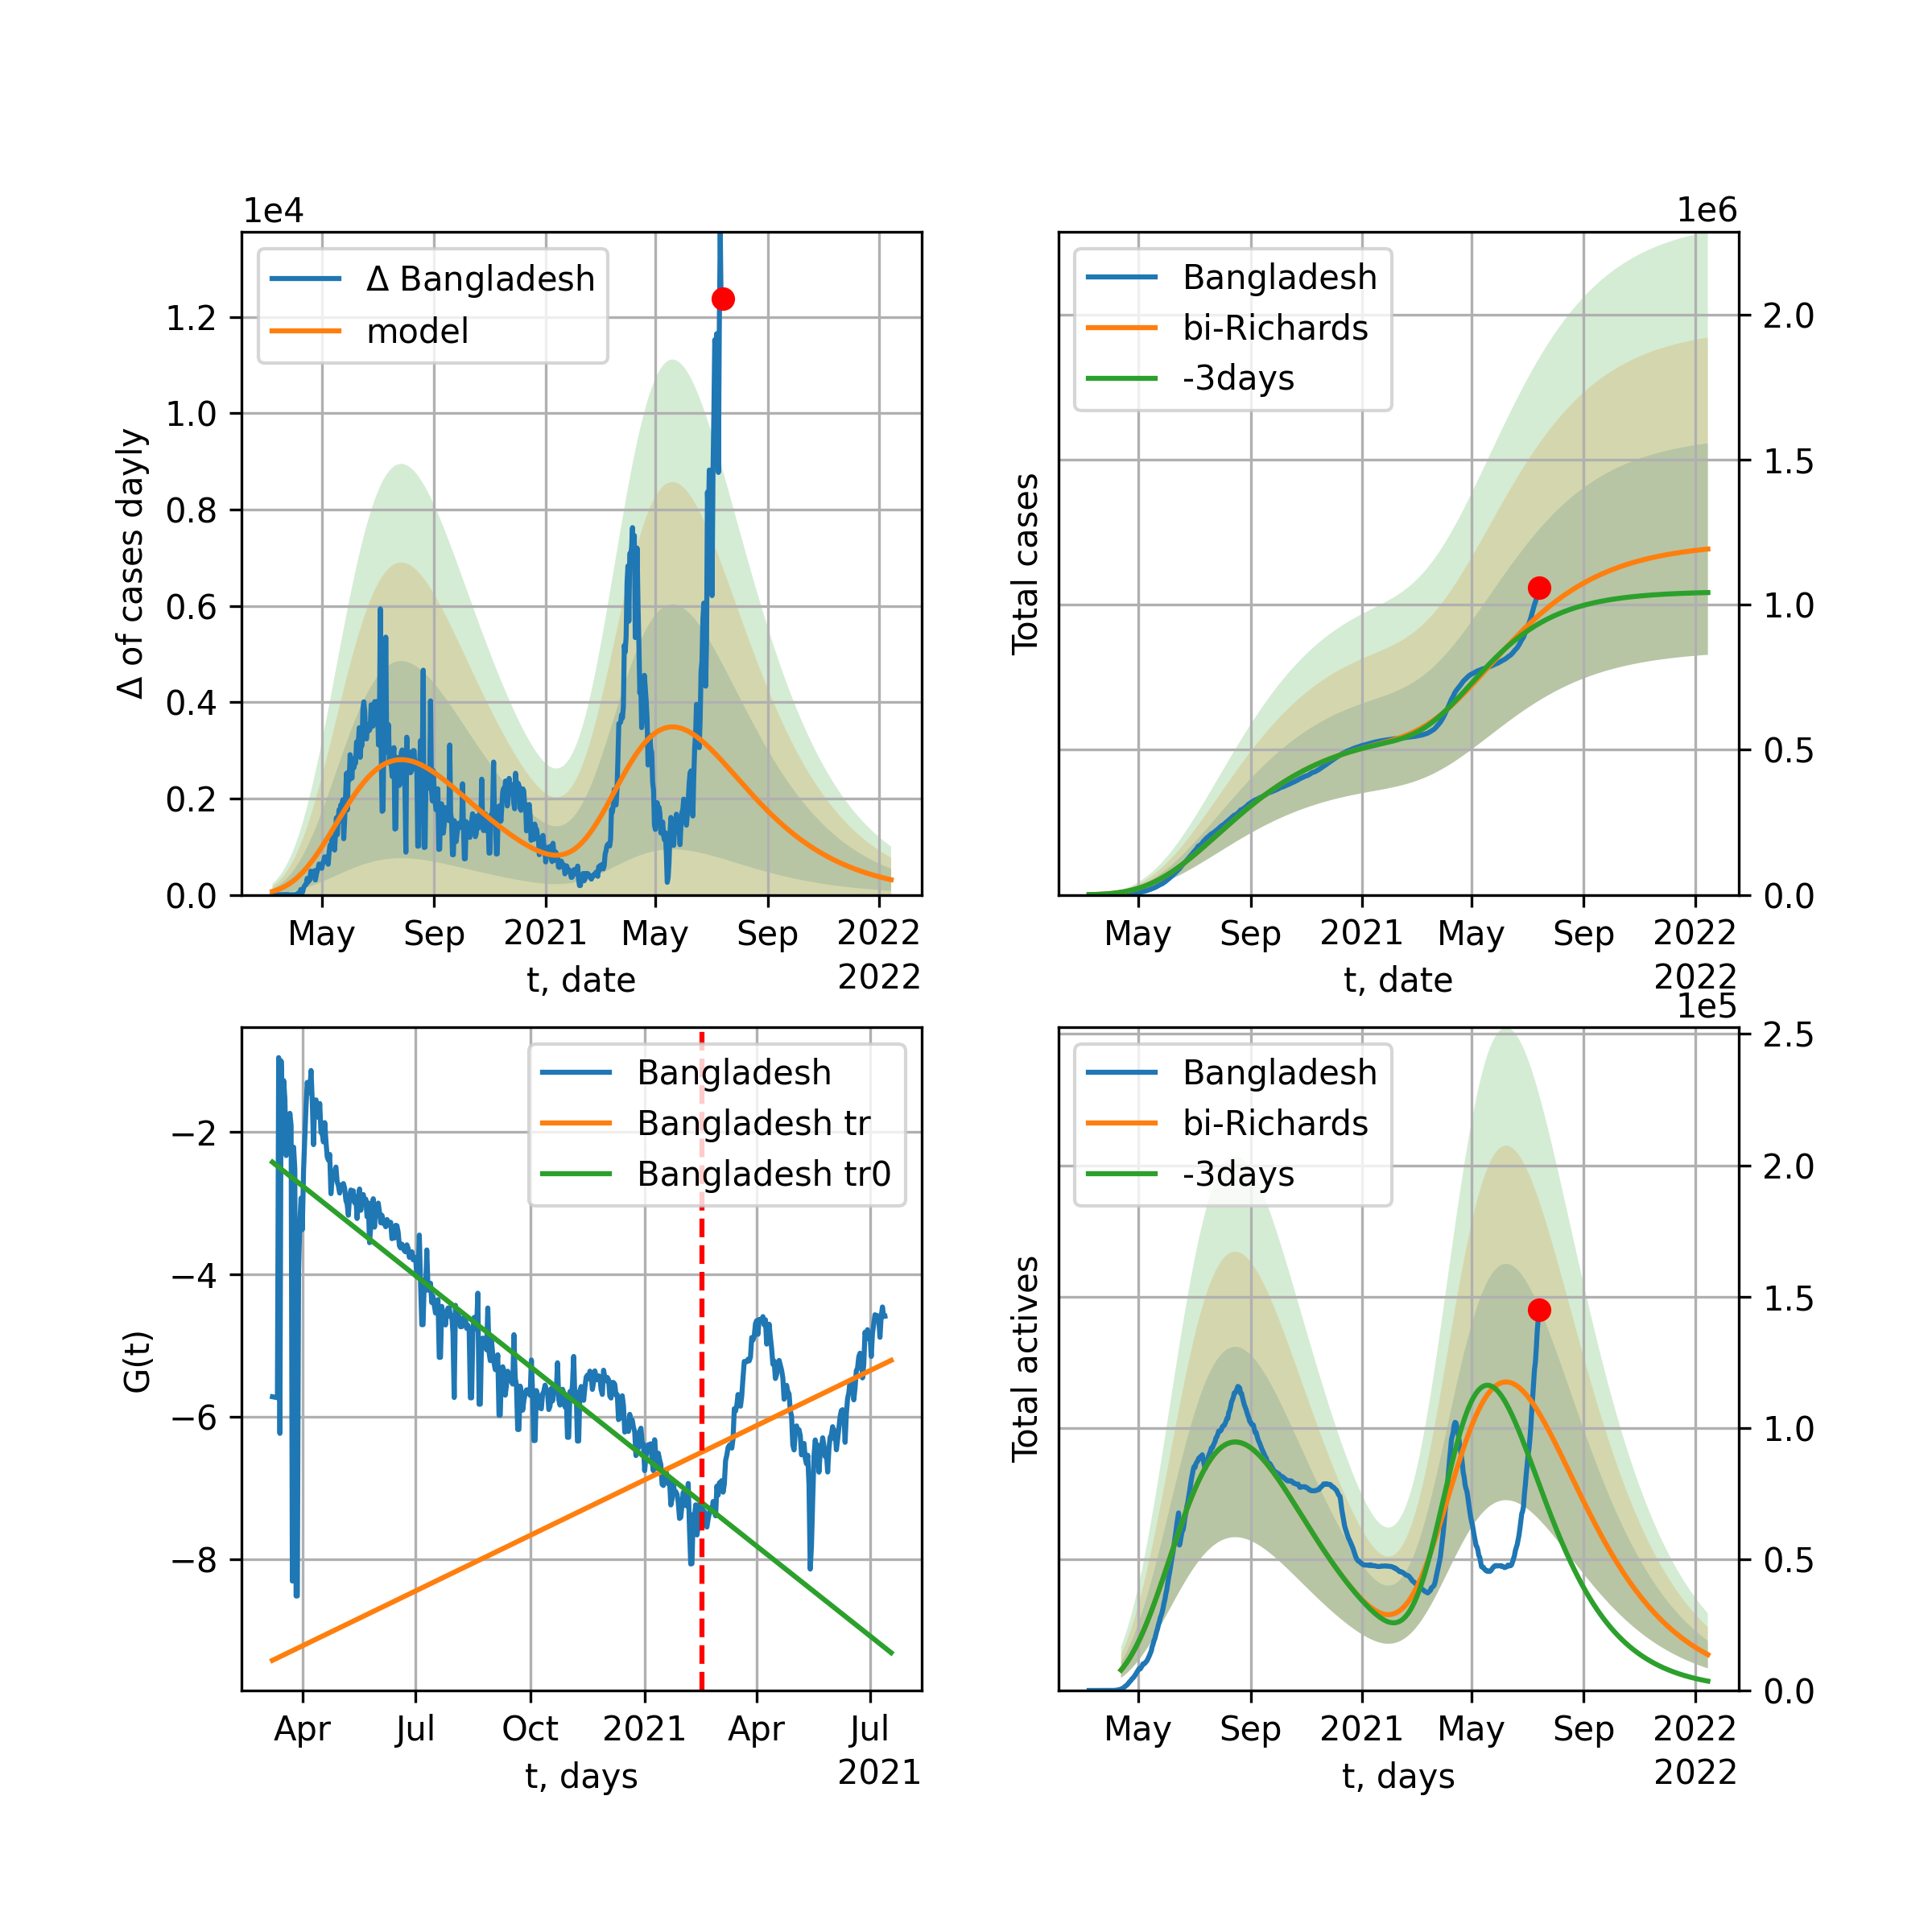 1e4
Δ Bangladesh
model
1.2
1.0
0.8
0.6
0.4
0.2
0.0
Δ of cases dayly
May Sep 2021 May Sep 2022
t, date
2022
1e6
Bangladesh
bi-Richards
-3days
2.0
1.5
1.0
0.5
0.0
Total cases
May Sep 2021 May Sep 2022
t, date
2022
Bangladesh
Bangladesh tr
Bangladesh tr0
−2
−4
−6
−8
G(t)
Apr Jul Oct 2021 Apr Jul
t, days
2021
1e5
Bangladesh
bi-Richards
-3days
2.5
2.0
1.5
1.0
0.5
0.0
Total actives
May Sep 2021 May Sep 2022
t, days
2022